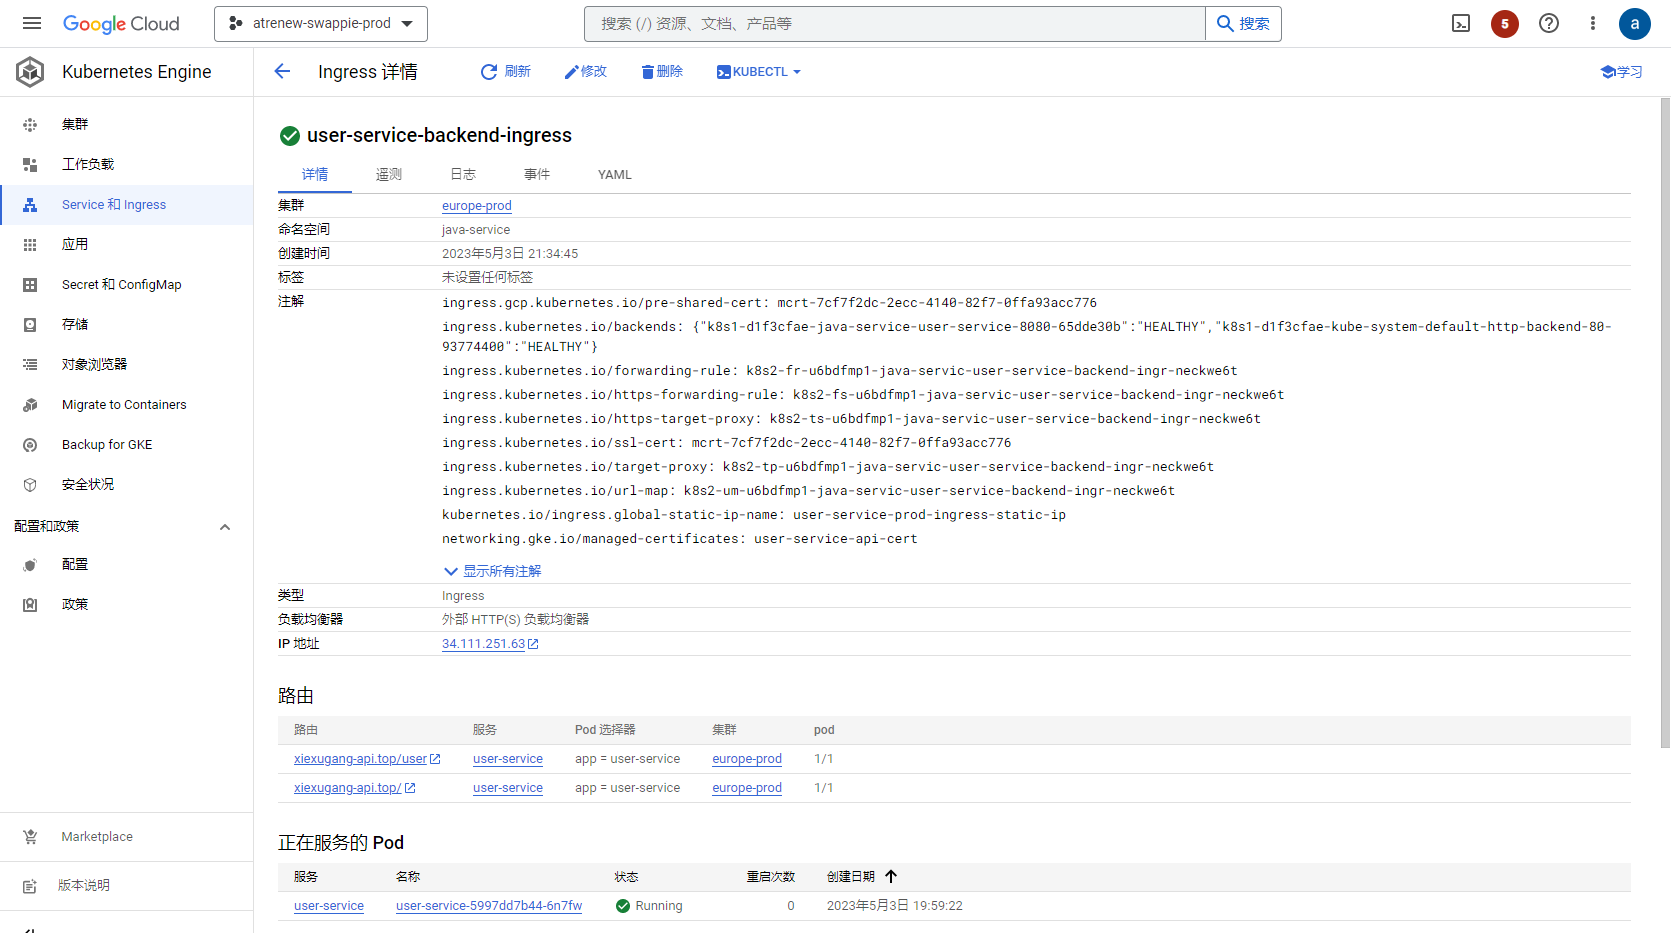 Google Cloud
atrenew-swappie-prod
搜索 (/) 资源、文档、产品等
搜索
5
a
Kubernetes Engine
Ingress 详情
刷新
修改
删除
KUBECTL
学习
集群
工作负载
Service 和 Ingress
应用
Secret 和 ConfigMap
存储
对象浏览器
Migrate to Containers
Backup for GKE
安全状况
配置和政策
配置
政策
Marketplace
版本说明
user-service-backend-ingress
详情 遥测 日志 事件 YAML
集群 europe-prod
命名空间 java-service
创建时间 2023年5月3日 21:34:45
标签 未设置任何标签
注解 ingress.gcp.kubernetes.io/pre-shared-cert: mcrt-7cf7f2dc-2ecc-4140-82f7-0ffa93acc776
ingress.kubernetes.io/backends: {"k8s1-d1f3cfae-java-service-user-service-8080-65dde30b":"HEALTHY","k8s1-d1f3cfae-kube-system-default-http-backend-80-
93774400":"HEALTHY"}
ingress.kubernetes.io/forwarding-rule: k8s2-fr-u6bdfmp1-java-servic-user-service-backend-ingr-neckwe6t
ingress.kubernetes.io/https-forwarding-rule: k8s2-fs-u6bdfmp1-java-servic-user-service-backend-ingr-neckwe6t
ingress.kubernetes.io/https-target-proxy: k8s2-ts-u6bdfmp1-java-servic-user-service-backend-ingr-neckwe6t
ingress.kubernetes.io/ssl-cert: mcrt-7cf7f2dc-2ecc-4140-82f7-0ffa93acc776
ingress.kubernetes.io/target-proxy: k8s2-tp-u6bdfmp1-java-servic-user-service-backend-ingr-neckwe6t
ingress.kubernetes.io/url-map: k8s2-um-u6bdfmp1-java-servic-user-service-backend-ingr-neckwe6t
kubernetes.io/ingress.global-static-ip-name: user-service-prod-ingress-static-ip
networking.gke.io/managed-certificates: user-service-api-cert
显示所有注解
类型 Ingress
负载均衡器 外部 HTTP(S) 负载均衡器
IP 地址 34.111.251.63
路由
路由 服务 Pod 选择器 集群 pod
xiexugang-api.top/user user-service app = user-service europe-prod 1/1
xiexugang-api.top/ user-service app = user-service europe-prod 1/1
正在服务的 Pod
服务 名称 状态 重启次数 创建日期
user-service user-service-5997dd7b44-6n7fw Running 0 2023年5月3日 19:59:22